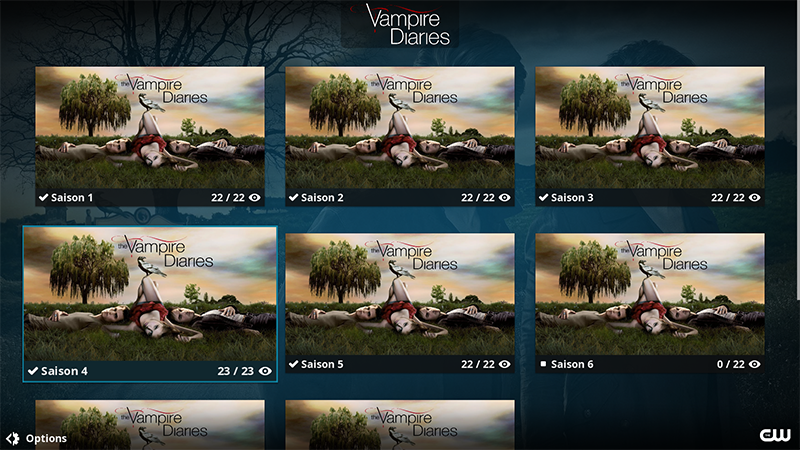 Vampire
Diaries
the Vampire
Diaries
the Vampire
Diaries
the Vampire
Diaries
Saison 1
22 / 22
Saison 2
22 / 22
Saison 3
22 / 22
the Vampire
Diaries
the Vampire
Diaries
the Vampire
Diaries
Saison 4
23 / 23
Saison 5
22 / 22
Saison 6
0 / 22
the Vampire
Diaries
the Vampire
Diaries
Options
CW